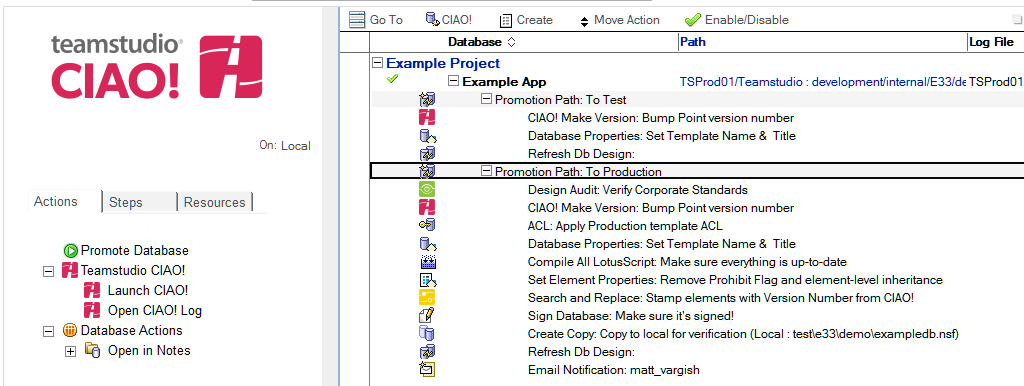 teamstudio
CIAO!
On: Local
Actions Steps Resources
Promote Database
Teamstudio CIAO!
Launch CIAO!
Open CIAO! Log
Database Actions
Open in Notes
Go To CIAO! Create Move Action Enable/Disable
Database Path Log File
Example Project
Example App TSProd01/Teamstudio : development/internal/E33/de TSProd01
Promotion Path: To Test
CIAO! Make Version: Bump Point version number
Database Properties: Set Template Name & Title
Refresh Db Design:
Promotion Path: To Production
Design Audit: Verify Corporate Standards
CIAO! Make Version: Bump Point version number
ACL: Apply Production template ACL
Database Properties: Set Template Name & Title
Compile All LotusScript: Make sure everything is up-to-date
Set Element Properties: Remove Prohibit Flag and element-level inheritance
Search and Replace: Stamp elements with Version Number from CIAO!
Sign Database: Make sure it's signed!
Create Copy: Copy to local for verification (Local : test\e33\demo\exampledb.nsf)
Refresh Db Design:
Email Notification: matt_vargish